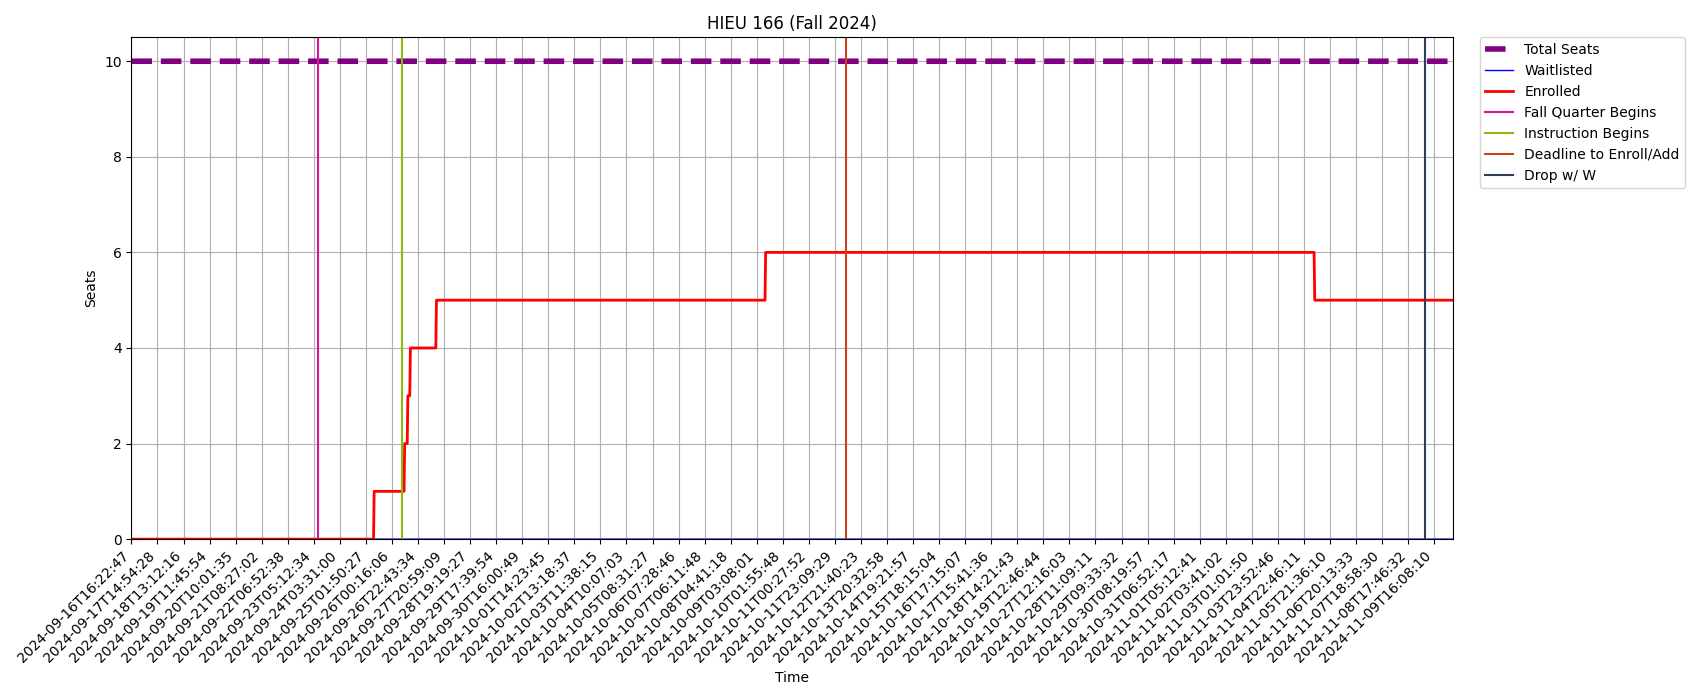 HIEU 166 (Fall 2024)
Seats
10
8
6
4
2
0
Total Seats
Waitlisted
Enrolled
Fall Quarter Begins
Instruction Begins
Deadline to Enroll/Add
Drop w/ W
2024-09-16T16:22:47
2024-09-17T14:54:28
2024-09-18T13:12:16
2024-09-19T11:45:54
2024-09-20T10:01:35
2024-09-21T08:27:02
2024-09-22T06:52:38
2024-09-23T05:12:34
2024-09-24T03:31:00
2024-09-25T01:50:27
2024-09-26T00:16:06
2024-09-26T22:43:34
2024-09-27T20:59:09
2024-09-28T19:19:27
2024-09-29T17:39:54
2024-09-30T16:00:49
2024-10-01T14:23:45
2024-10-02T13:18:37
2024-10-03T11:38:15
2024-10-04T10:07:03
2024-10-05T08:31:27
2024-10-06T07:28:46
2024-10-07T06:11:48
2024-10-08T04:41:18
2024-10-09T03:08:01
2024-10-10T01:55:48
2024-10-11T00:27:52
2024-10-11T23:09:29
2024-10-12T21:40:23
2024-10-13T20:32:58
2024-10-14T19:21:57
2024-10-15T18:15:04
2024-10-16T17:15:07
2024-10-17T15:41:36
2024-10-18T14:21:43
2024-10-19T12:46:44
2024-10-27T12:16:03
2024-10-28T11:09:11
2024-10-29T09:33:32
2024-10-30T08:19:57
2024-10-31T06:52:17
2024-11-01T05:12:41
2024-11-02T03:41:02
2024-11-03T01:01:50
2024-11-03T23:52:46
2024-11-04T22:46:11
2024-11-05T21:36:10
2024-11-06T20:13:33
2024-11-07T18:58:30
2024-11-08T17:46:32
2024-11-09T16:08:10
Time